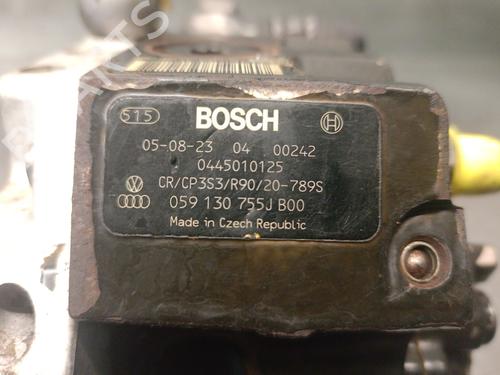 515 BOSCH
05-08-23 04 00242
0445010125
CR/CP3S3/R90/20-789S
059 130 755J B00
Made in Czech Republic